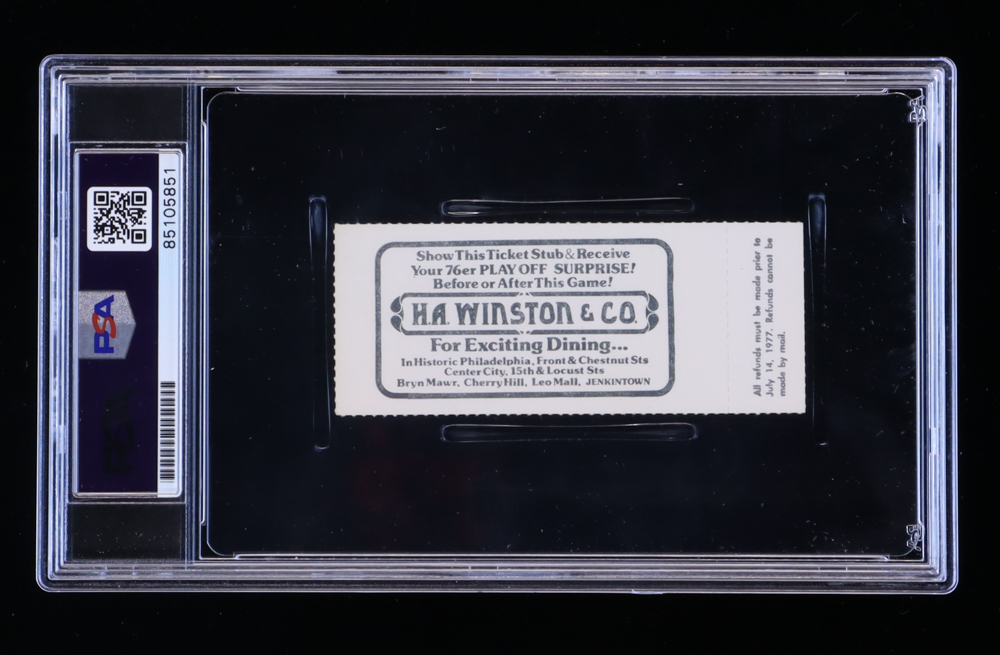 85105851
PSA
Show This Ticket Stub & Receive
Your 76er PLAY OFF SURPRISE!
Before or After This Game!
H.A. WINSTON & CO.
For Exciting Dining...
In Historic Philadelphia, Front & Chestnut Sts
Center City, 15th & Locust Sts
Bryn Mawr, Cherry Hill, Leo Mall, JENKINTOWN
All refunds must be made prior to
July 14, 1977. Refunds cannot be
made by mail.